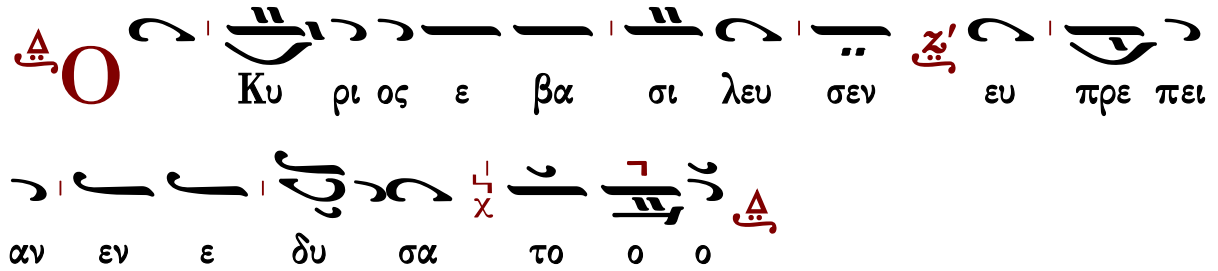 Ο Κυ ρι ος ε βα σι λευ σεν ευ πρε πει
αν εν ε δυ σα το ο ο